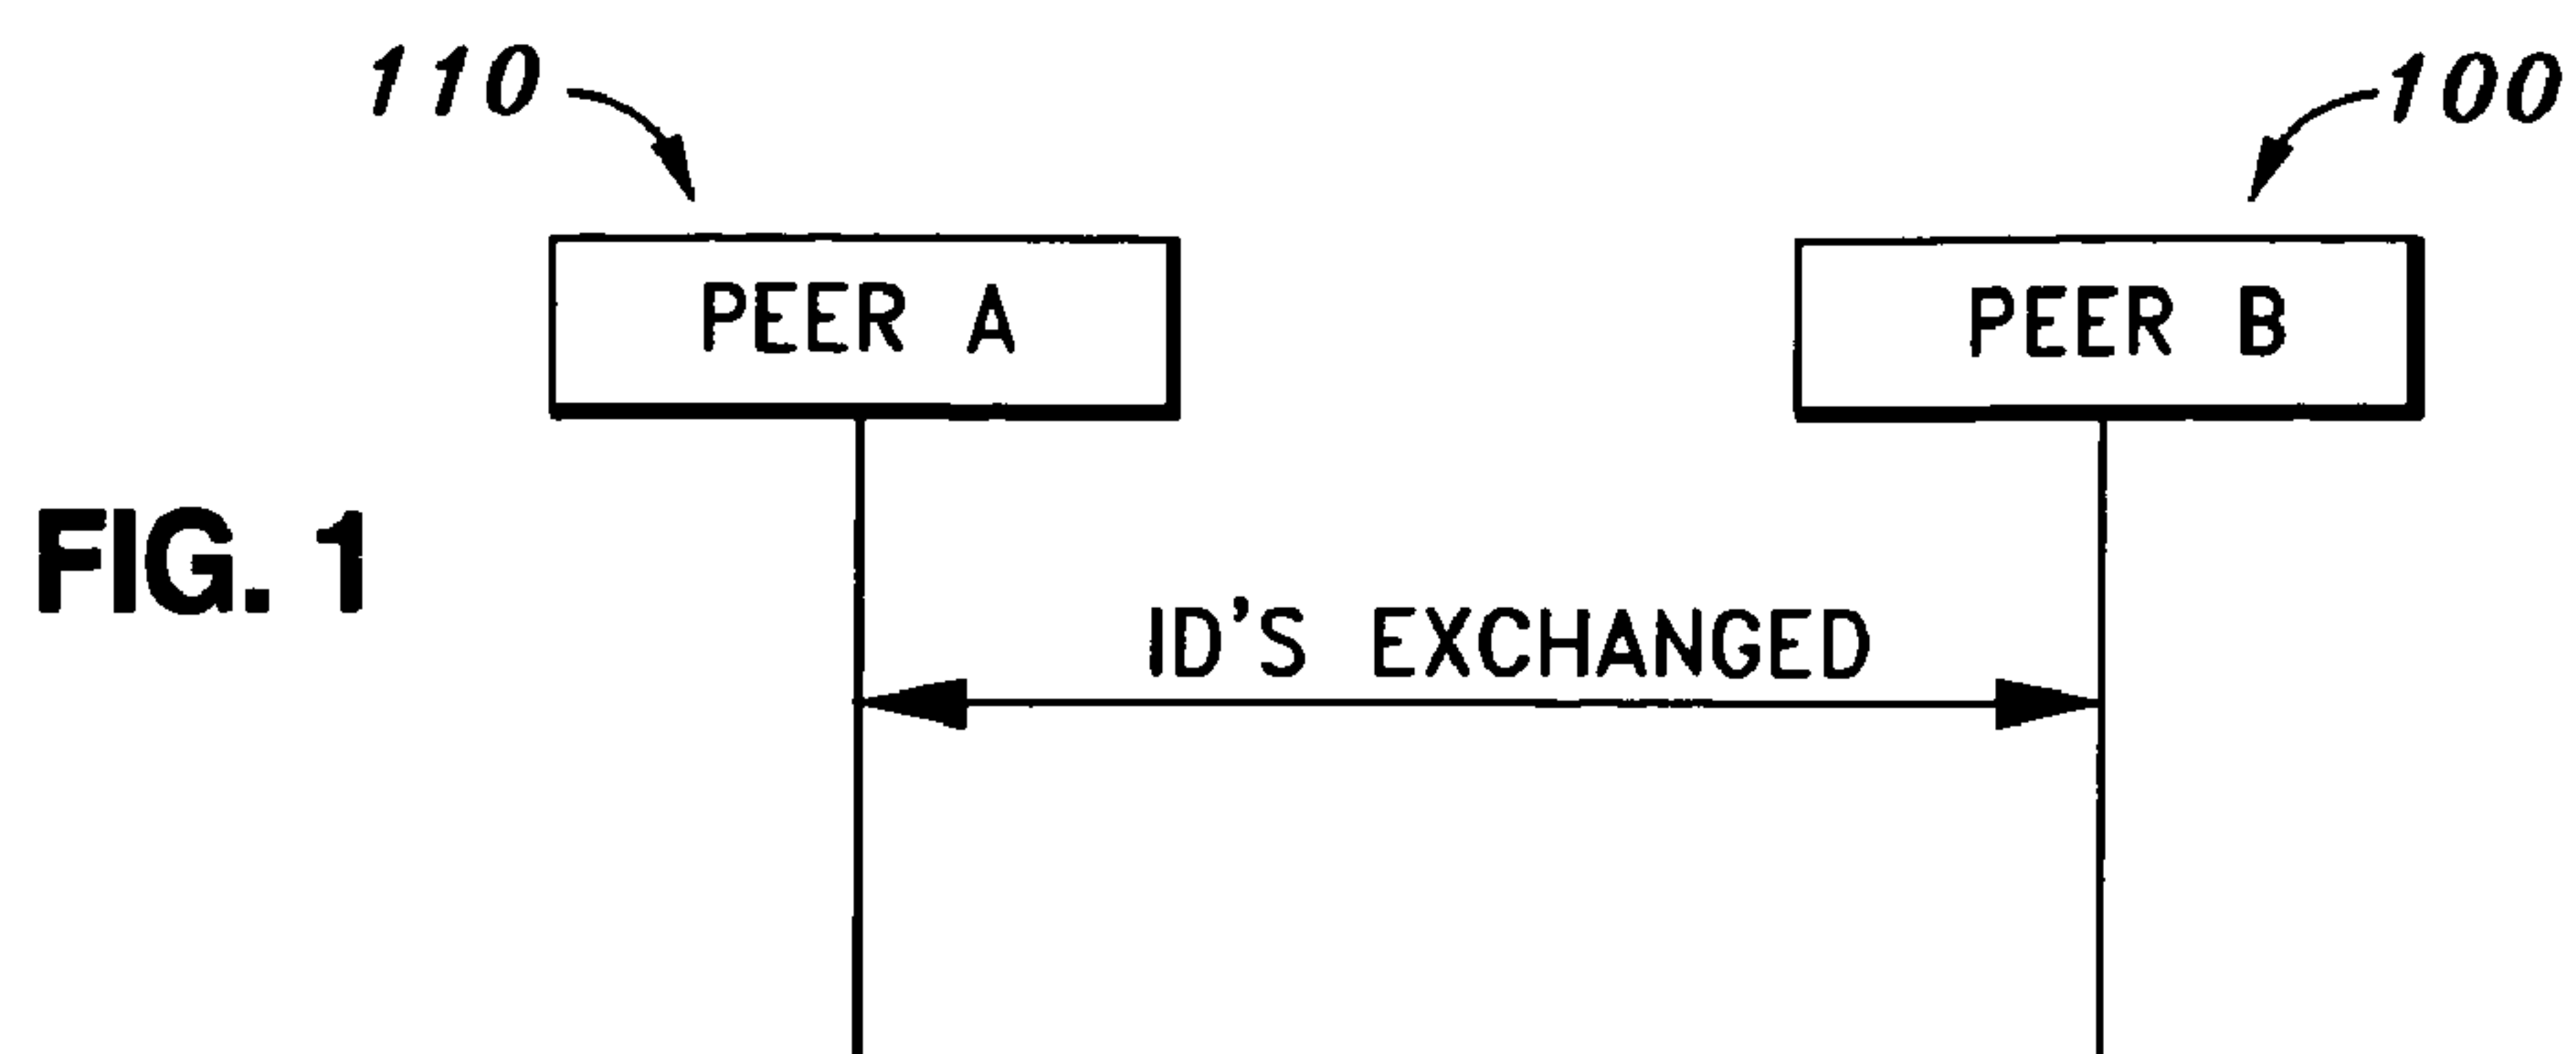 110
100
PEER A
PEER B
FIG. 1
ID'S EXCHANGED